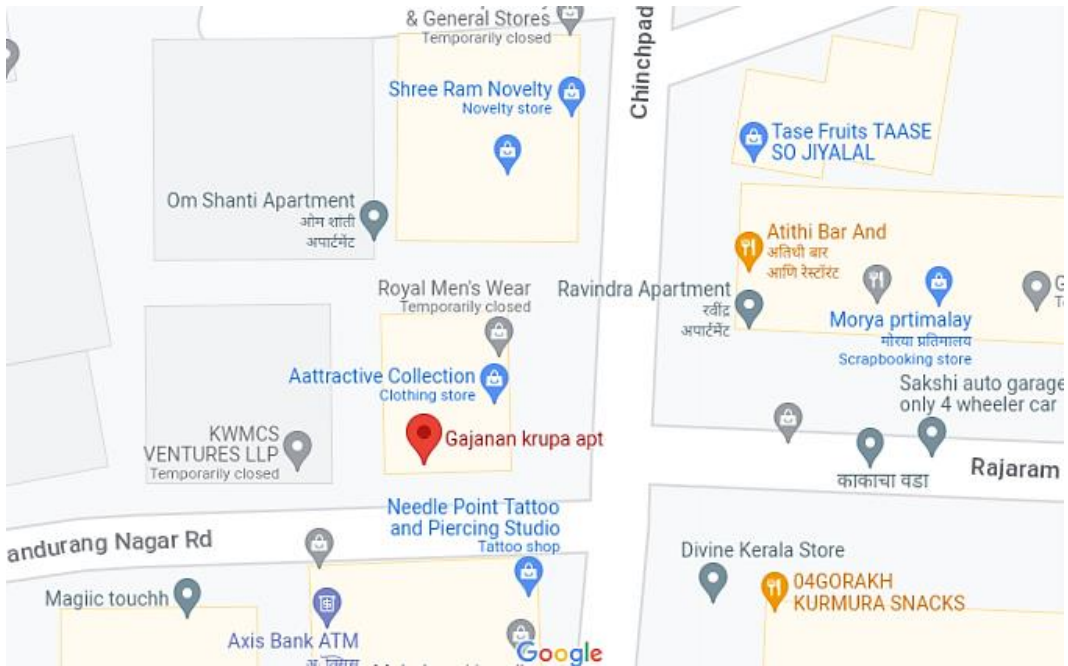 & General Stores
Temporarily closed
Chinchpad
Shree Ram Novelty
Novelty store
Tase Fruits TAASE
SO JIYALAL
Om Shanti Apartment
ओम शांती
अपार्टमेंट
Atithi Bar And
अतिथी बार
आणि रेस्टॉरंट
Royal Men's Wear
Temporarily closed
Ravindra Apartment
रवींद्र
अपार्टमेंट
Morya prtimalay
मोरया प्रतिमालय
Scrapbooking store
Aattractive Collection
Clothing store
Sakshi auto garage
only 4 wheeler car
KWMCS
VENTURES LLP
Temporarily closed
Gajanan krupa apt
काकाचा वडा
Rajaram
Needle Point Tattoo
and Piercing Studio
Tattoo shop
andurang Nagar Rd
Divine Kerala Store
04GORAKH
KURMURA SNACKS
Magiic touchh
Axis Bank ATM
Google